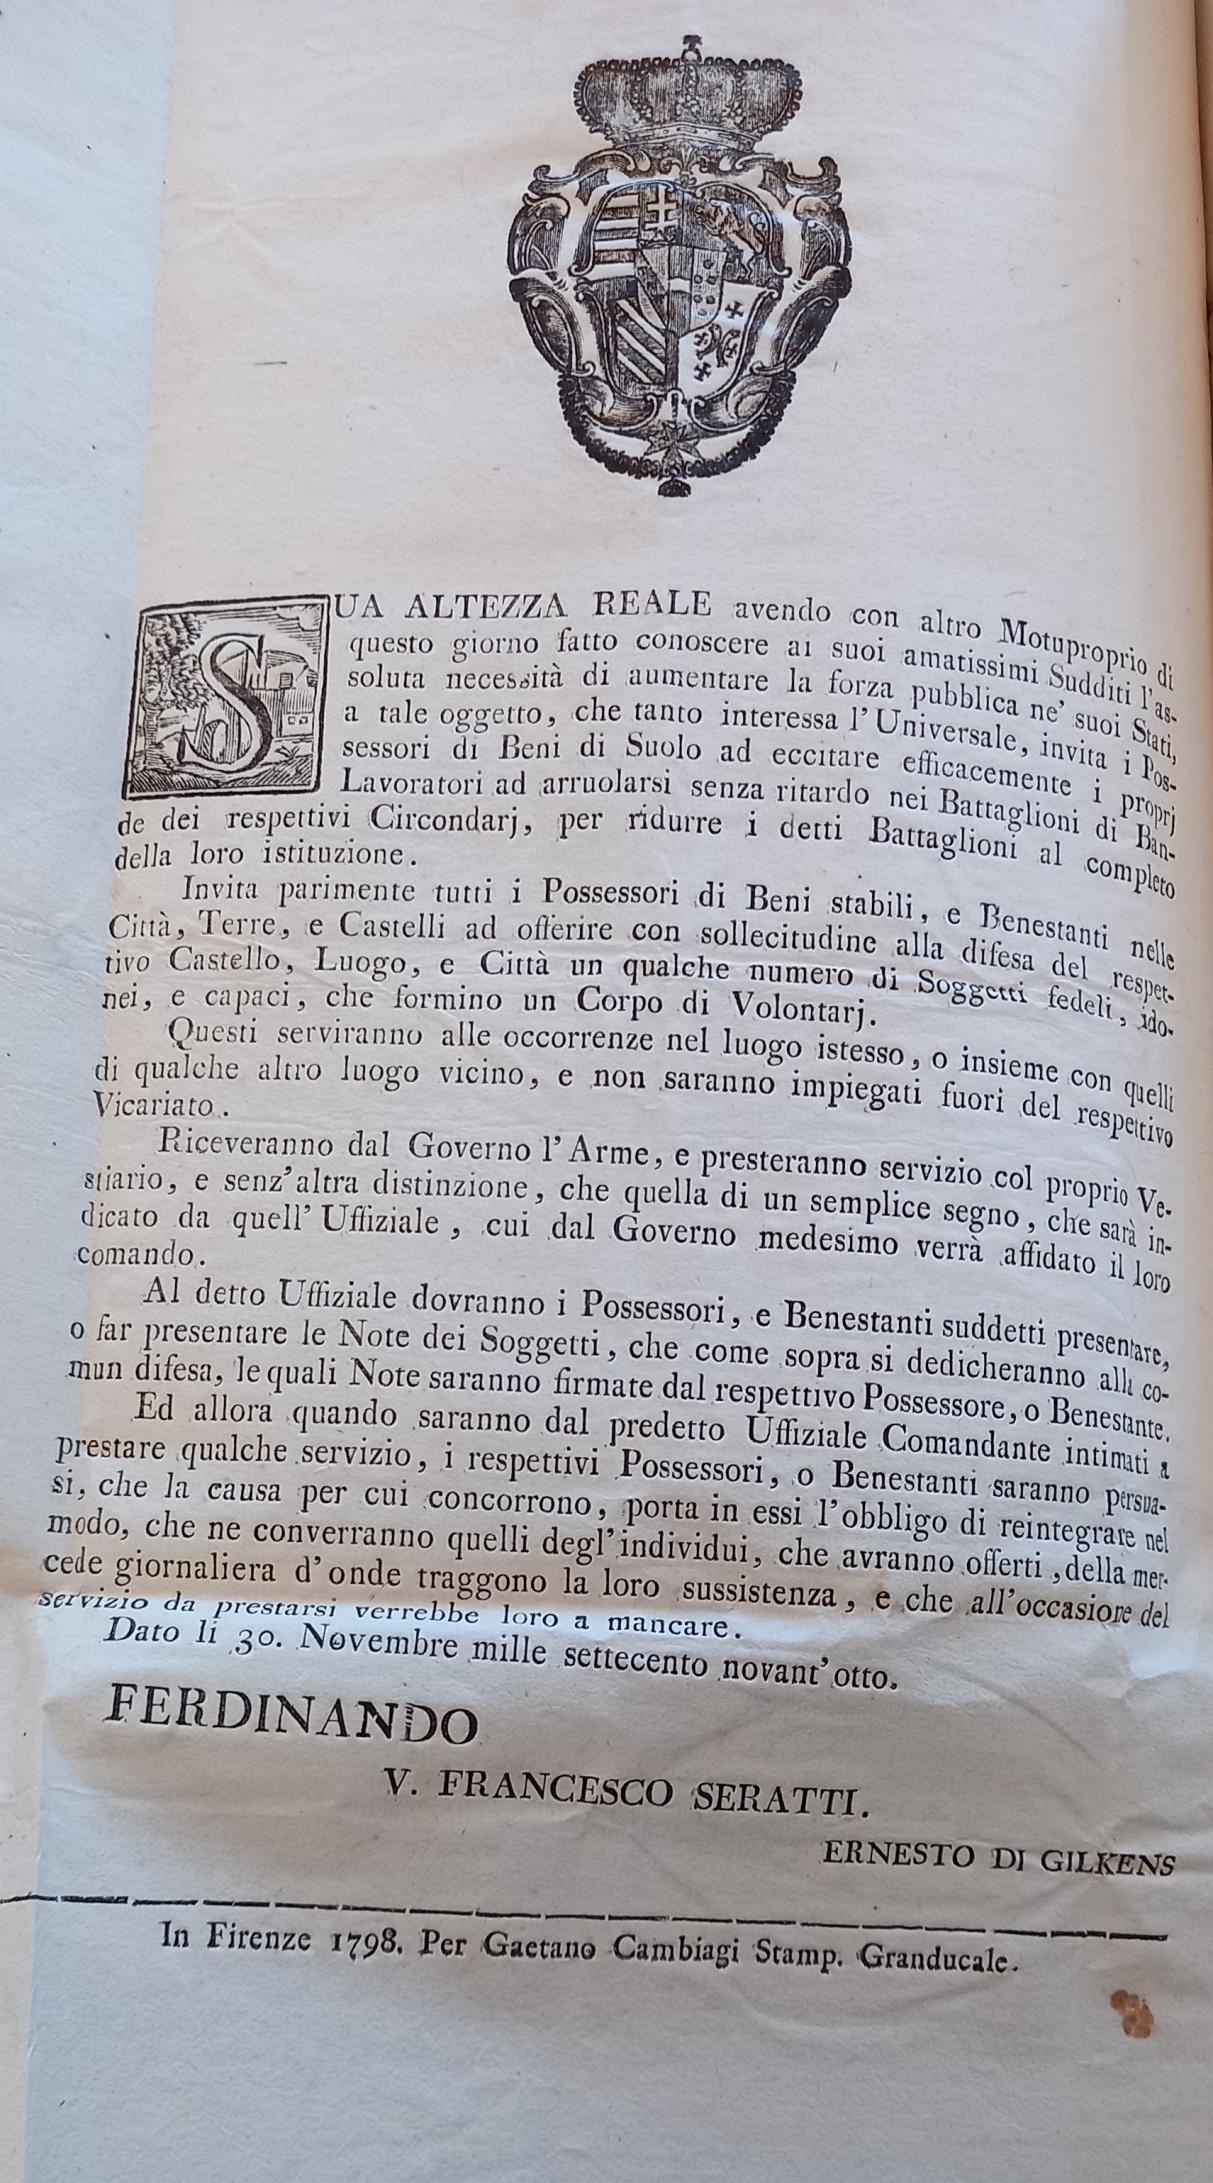 SUA ALTEZZA REALE avendo con altro Motuproprio di
questo giorno fatto conoscere ai suoi amatissimi Sudditi l'as-
soluta necessità di aumentare la forza pubblica ne' suoi Stati,
a tale oggetto, che tanto interessa l'Universale, invita i Pos-
sessori di Beni di Suolo ad eccitare efficacemente i proprj
Lavoratori ad arruolarsi senza ritardo nei Battaglioni di Ban-
de dei respettivi Circondarj, per ridurre i detti Battaglioni al completo
della loro istituzione.
Invita parimente tutti i Possessori di Beni stabili, e Benestanti nelle
Città, Terre, e Castelli ad offerire con sollecitudine alla difesa del respet-
tivo Castello, Luogo, e Città un qualche numero di Soggetti fedeli, ido-
nei, e capaci, che formino un Corpo di Volontarj.
Questi serviranno alle occorrenze nel luogo istesso, o insieme con quelli
di qualche altro luogo vicino, e non saranno impiegati fuori del respettivo
Vicariato.
Riceveranno dal Governo l'Arme, e presteranno servizio col proprio Ve-
stiario, e senz'altra distinzione, che quella di un semplice segno, che sarà in-
dicato da quell'Uffiziale, cui dal Governo medesimo verrà affidato il loro
comando.
Al detto Uffiziale dovranno i Possessori, e Benestanti suddetti presentare,
o far presentare le Note dei Soggetti, che come sopra si dedicheranno alla co-
mun difesa, le quali Note saranno firmate dal respettivo Possessore, o Benestante.
Ed allora quando saranno dal predetto Uffiziale Comandante intimati a
prestare qualche servizio, i respettivi Possessori, o Benestanti saranno persua-
si, che la causa per cui concorrono, porta in essi l'obbligo di reintegrare nel
modo, che ne converranno quelli degl'individui, che avranno offerti, della mer-
cede giornaliera d'onde traggono la loro sussistenza, e che all'occasione del
servizio da prestarsi verrebbe loro a mancare.
Dato li 30. Novembre mille settecento novant'otto.
FERDINANDO
V. FRANCESCO SERATTI.
ERNESTO DI GILKENS
In Firenze 1798. Per Gaetano Cambiagi Stamp. Granducale.